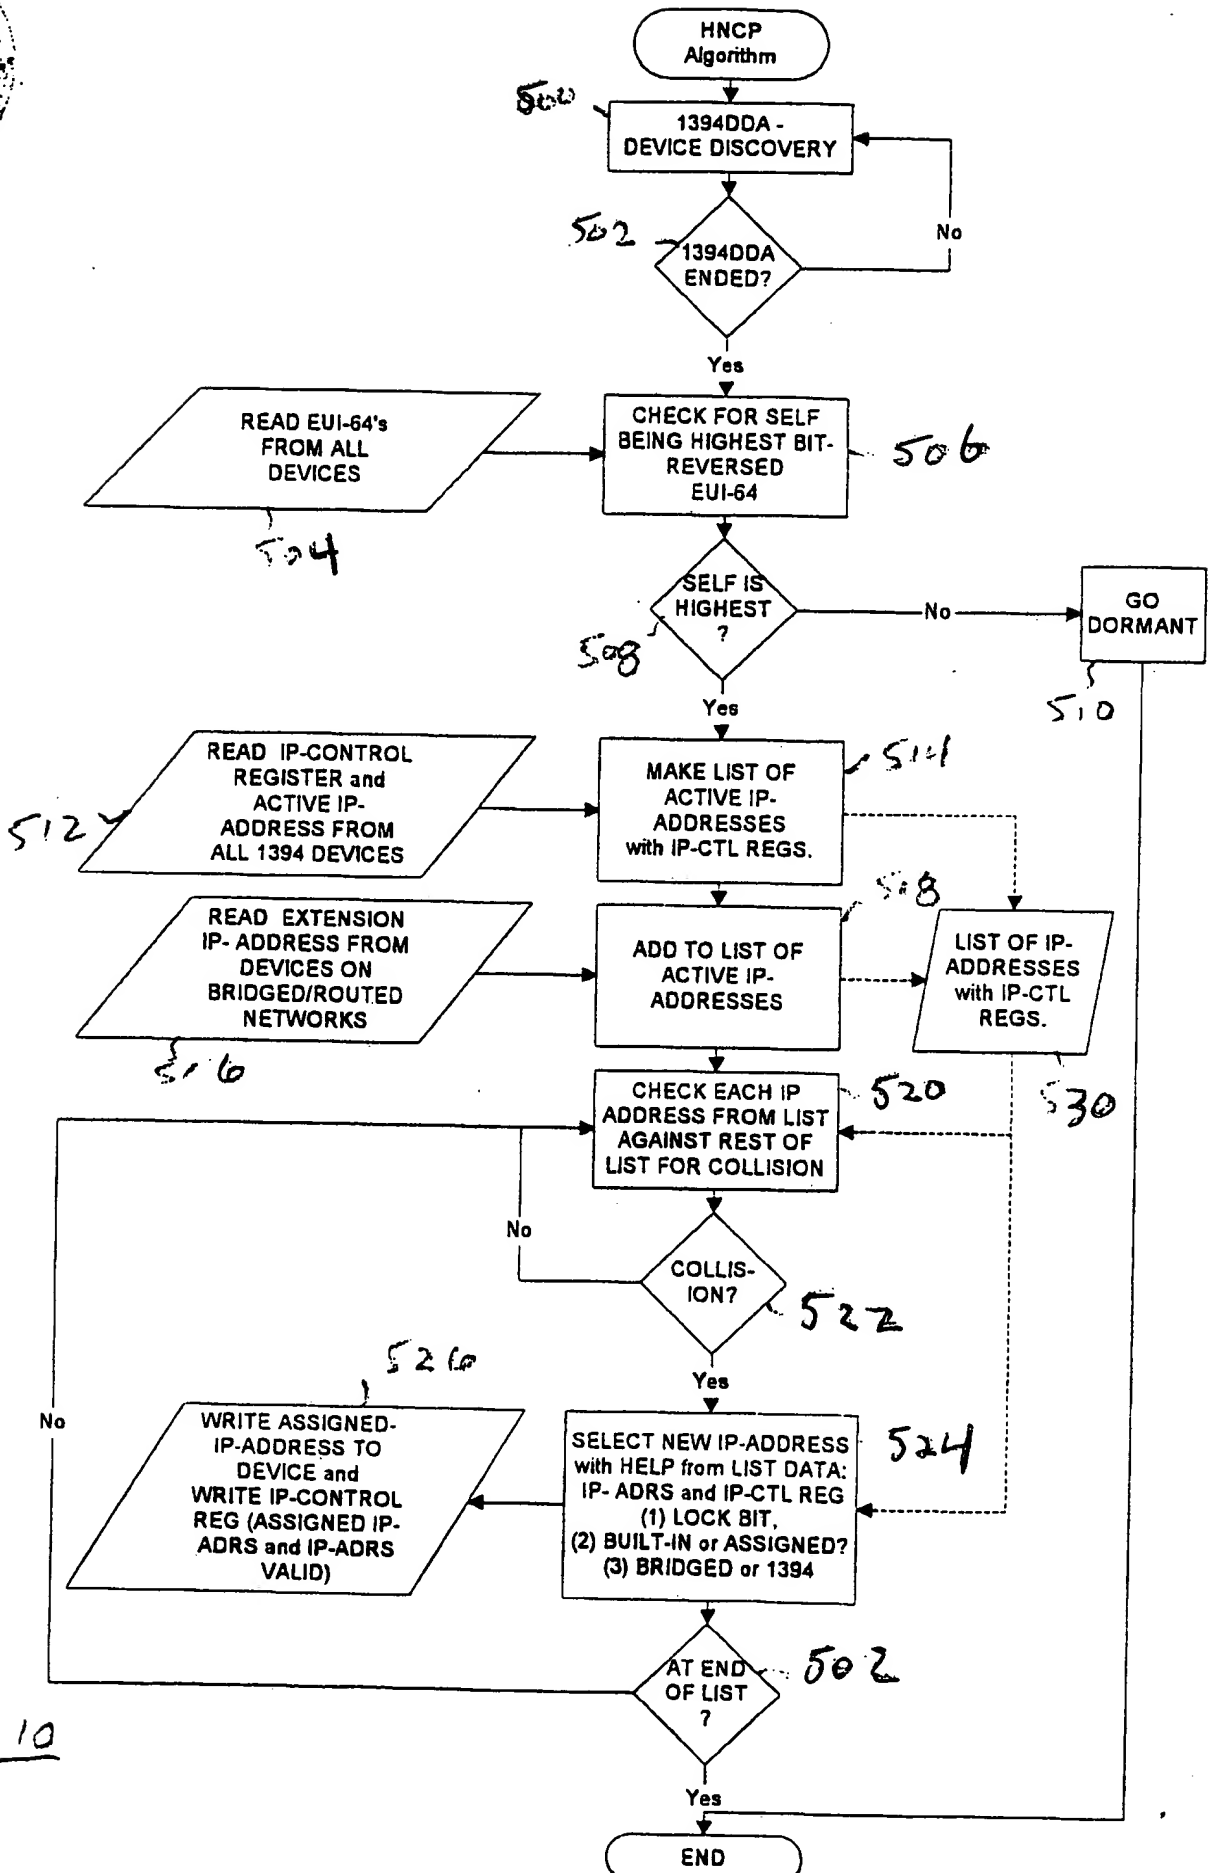 HNCP
Algorithm
500
1394DDA -
DEVICE DISCOVERY
502
1394DDA
ENDED?
No
Yes
READ EUI-64's
FROM ALL
DEVICES
504
CHECK FOR SELF
BEING HIGHEST BIT-
REVERSED
EUI-64
506
SELF IS
HIGHEST
?
508
No
GO
DORMANT
510
Yes
READ IP-CONTROL
REGISTER and
ACTIVE IP-
ADDRESS FROM
ALL 1394 DEVICES
512
MAKE LIST OF
ACTIVE IP-
ADDRESSES
with IP-CTL REGS.
514
READ EXTENSION
IP- ADDRESS FROM
DEVICES ON
BRIDGED/ROUTED
NETWORKS
516
ADD TO LIST OF
ACTIVE IP-
ADDRESSES
518
LIST OF IP-
ADDRESSES
with IP-CTL
REGS.
530
CHECK EACH IP
ADDRESS FROM LIST
AGAINST REST OF
LIST FOR COLLISION
520
No
COLLIS-
ION?
522
Yes
526
WRITE ASSIGNED-
IP-ADDRESS TO
DEVICE and
WRITE IP-CONTROL
REG (ASSIGNED IP-
ADRS and IP-ADRS
VALID)
No
SELECT NEW IP-ADDRESS
with HELP from LIST DATA:
IP- ADRS and IP-CTL REG
(1) LOCK BIT,
(2) BUILT-IN or ASSIGNED?
(3) BRIDGED or 1394
524
AT END
OF LIST
?
502
10
Yes
END